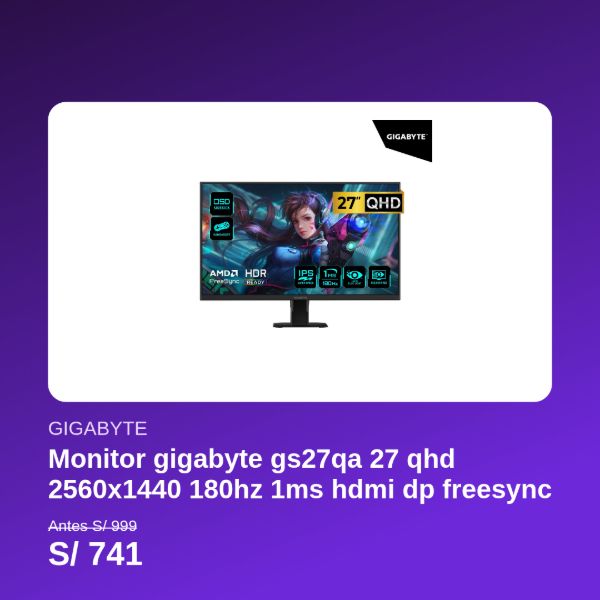 GIGABYTE
27" QHD
OSD
AMD HDR
FreeSync READY
IPS
1ms
180Hz
GIGABYTE
Monitor gigabyte gs27qa 27 qhd
2560x1440 180hz 1ms hdmi dp freesync
Antes S/ 999
S/ 741